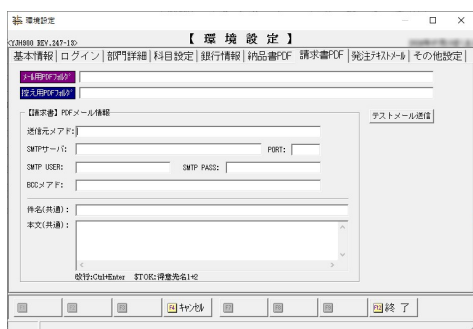 環境設定
<YJH900 REV.247-13>
【 環 境 設 定 】
基本情報 ログイン 部門詳細 科目設定 銀行情報 納品書PDF 請求書PDF 発注テキストメール その他設定
メール用PDFフォルダ
控え用PDFフォルダ
【請求書】PDFメール情報
テストメール送信
送信元メアド:
SMTPサーバ: PORT:
SMTP USER: SMTP PASS:
BCCメアド:
件名(共通):
本文(共通):
改行:Ctrl+Enter $TOK:得意先名1+2
F4 キャンセル F12 終 了